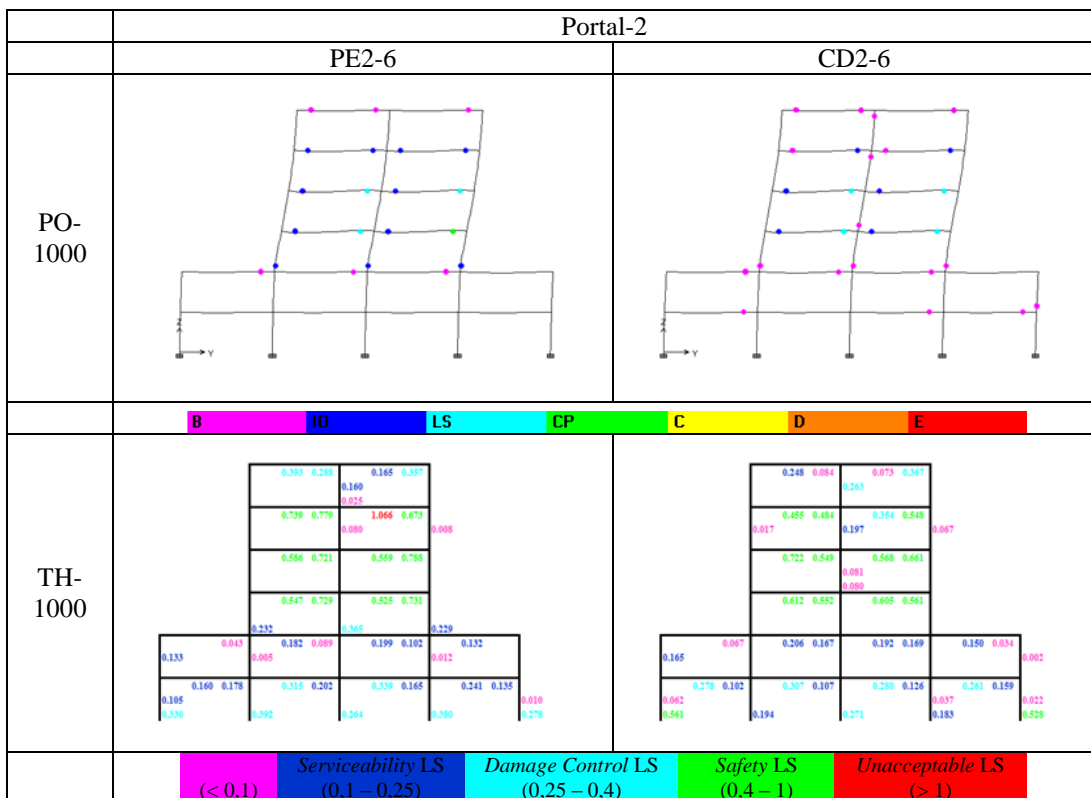 Portal-2
PE2-6 CD2-6
PO-
1000
Z
Y
Z
Y
B IO LS CP C D E
TH-
1000
0.393 0.288 0.165 0.357
0.160
0.025
0.739 0.779 1.066 0.673
0.080 0.008
0.586 0.721 0.559 0.788
0.547 0.729 0.525 0.731
0.232 0.365 0.229
0.043 0.182 0.089 0.199 0.102 0.132
0.133 0.005 0.012
0.160 0.178 0.315 0.202 0.339 0.165 0.241 0.135
0.105 0.010
0.330 0.392 0.264 0.380 0.278
0.248 0.084 0.073 0.367
0.263
0.455 0.484 0.354 0.548
0.017 0.197 0.067
0.722 0.549 0.568 0.661
0.081
0.080
0.612 0.552 0.605 0.561
0.067 0.206 0.167 0.192 0.169 0.150 0.034
0.165 0.002
0.278 0.102 0.307 0.107 0.280 0.126 0.261 0.159
0.062 0.037 0.022
0.561 0.194 0.271 0.183 0.528
(< 0,1)
Serviceability LS
(0,1 – 0,25)
Damage Control LS
(0,25 – 0,4)
Safety LS
(0,4 – 1)
Unacceptable LS
(> 1)